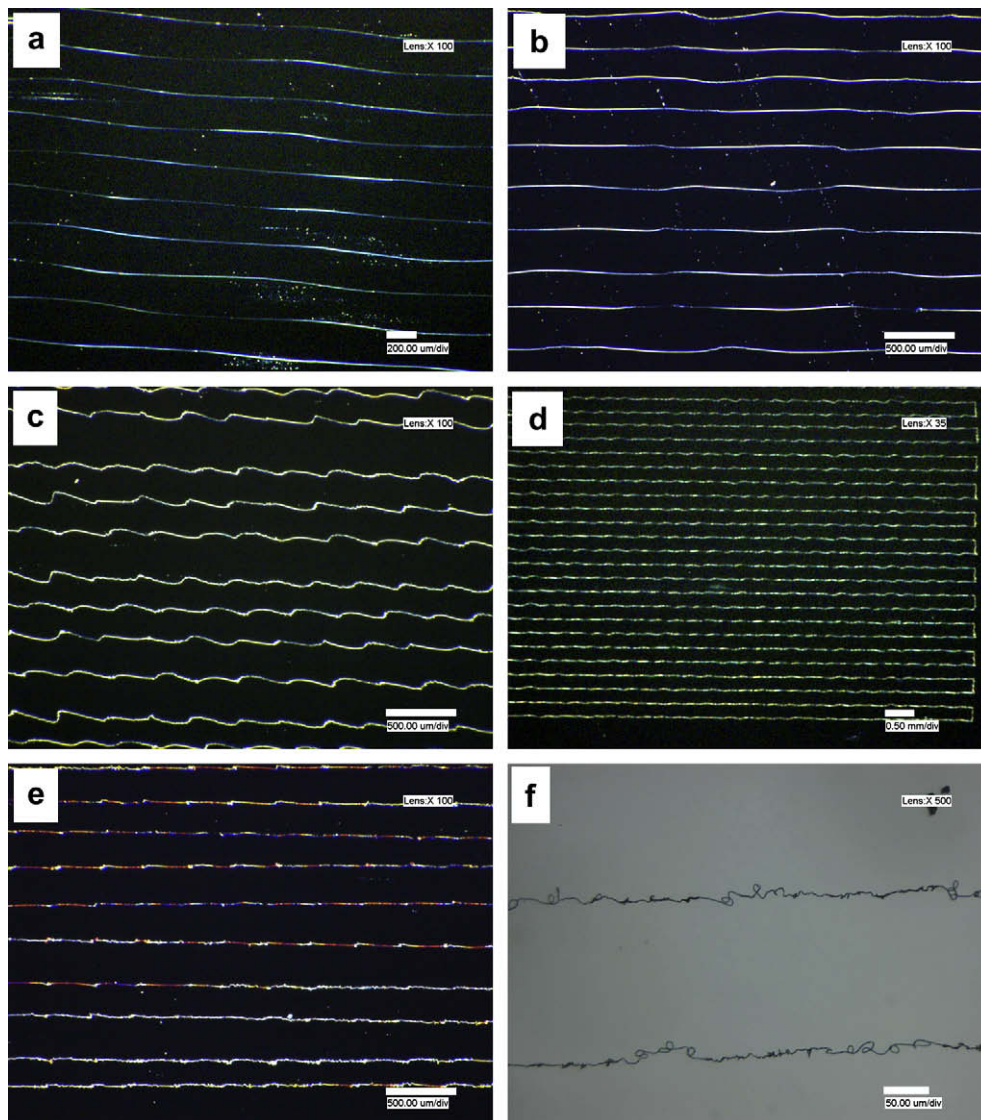 a
Lens:X 100
200.00 um/div
b
Lens:X 100
500.00 um/div
c
Lens:X 100
500.00 um/div
d
Lens:X 35
0.50 mm/div
e
Lens:X 100
500.00 um/div
f
Lens:X 500
50.00 um/div